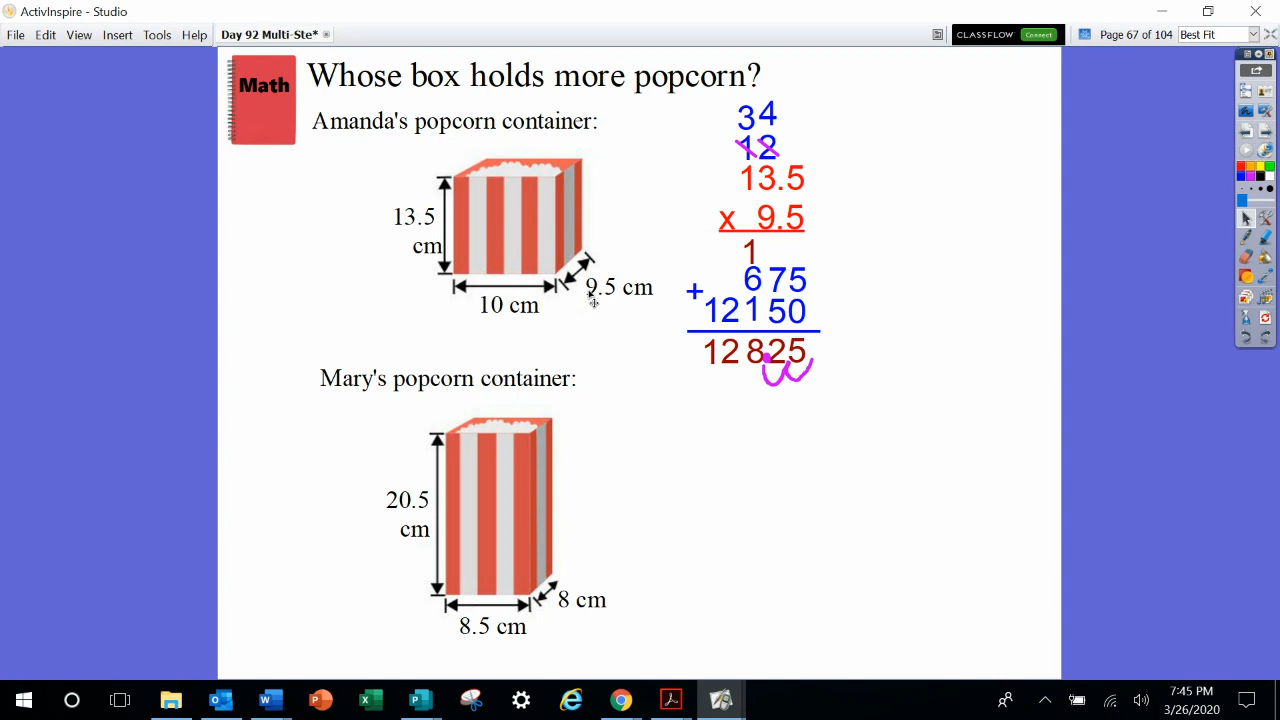 ActivInspire - Studio
File Edit View Insert Tools Help
Day 92 Multi-Ste*
CLASSFLOW Connect
Page 67 of 104
Best Fit
Math
Whose box holds more popcorn?
Amanda's popcorn container:
13.5
cm
10 cm
9.5 cm
34
12
13.5
x 9.5
1
675
+
12150
128.25
Mary's popcorn container:
20.5
cm
8.5 cm
8 cm
7:45 PM
3/26/2020